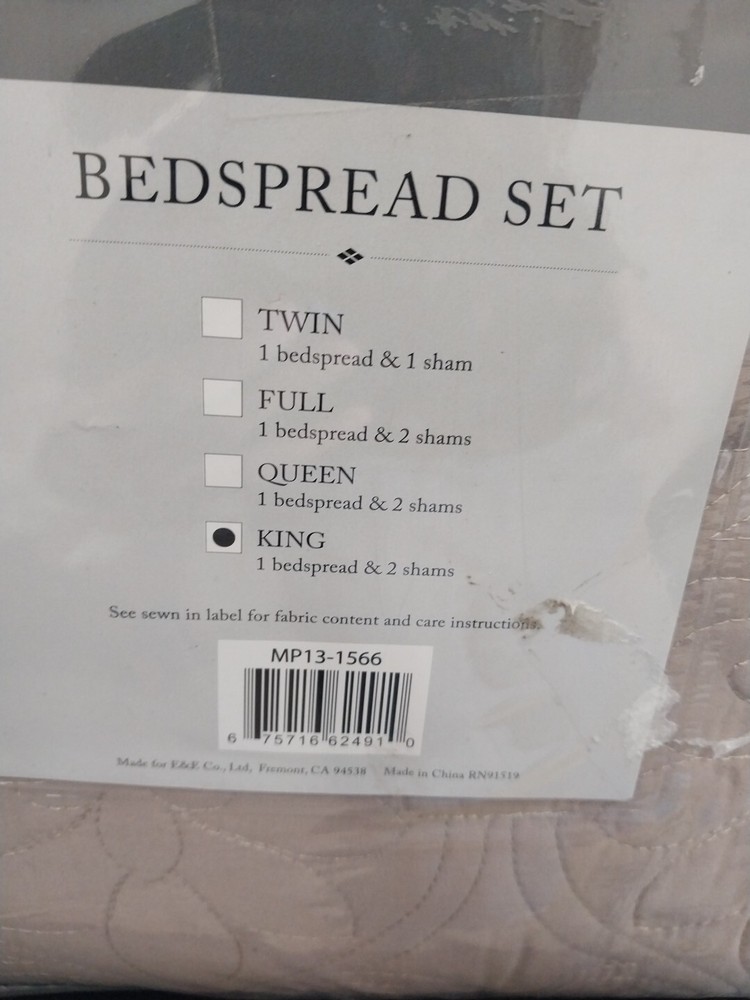 BEDSPREAD SET
TWIN
1 bedspread & 1 sham
FULL
1 bedspread & 2 shams
QUEEN
1 bedspread & 2 shams
KING
1 bedspread & 2 shams
See sewn in label for fabric content and care instructions.
MP13-1566
6 75716 62491 0
Made for E&E Co., Ltd, Fremont, CA 94538 Made in China RN91519